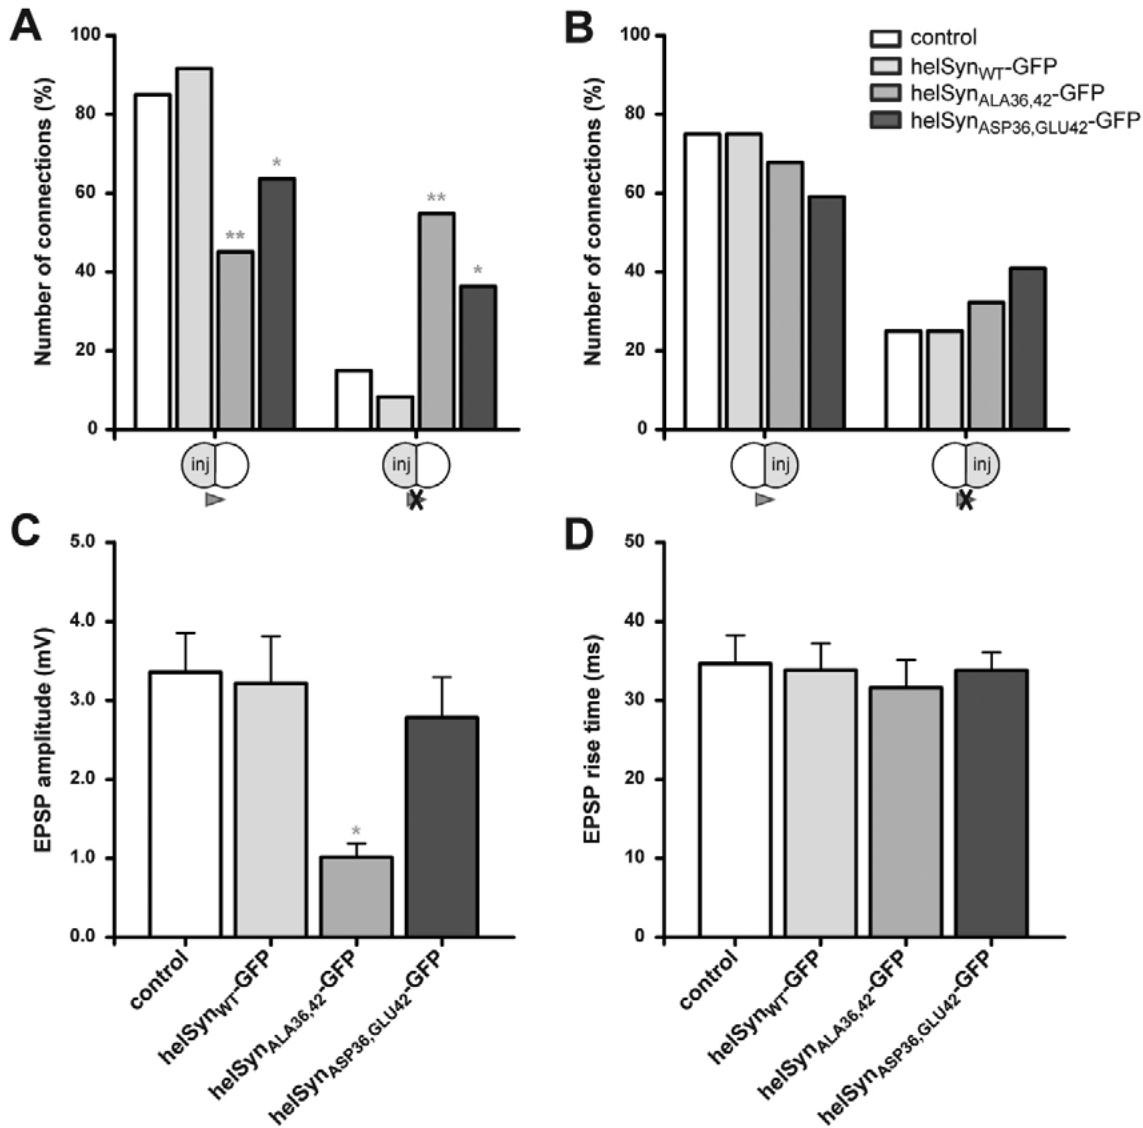 A
Number of connections (%)
100
80
60
40
20
0
*
**
**
*
inj
inj
B
Number of connections (%)
100
80
60
40
20
0
control
helSynWT-GFP
helSynALA36,42-GFP
helSynASP36,GLU42-GFP
inj
inj
C
EPSP amplitude (mV)
5.0
4.0
3.0
2.0
1.0
0.0
*
control
helSynWT-GFP
helSynALA36,42-GFP
helSynASP36,GLU42-GFP
D
EPSP rise time (ms)
50
40
30
20
10
0
control
helSynWT-GFP
helSynALA36,42-GFP
helSynASP36,GLU42-GFP